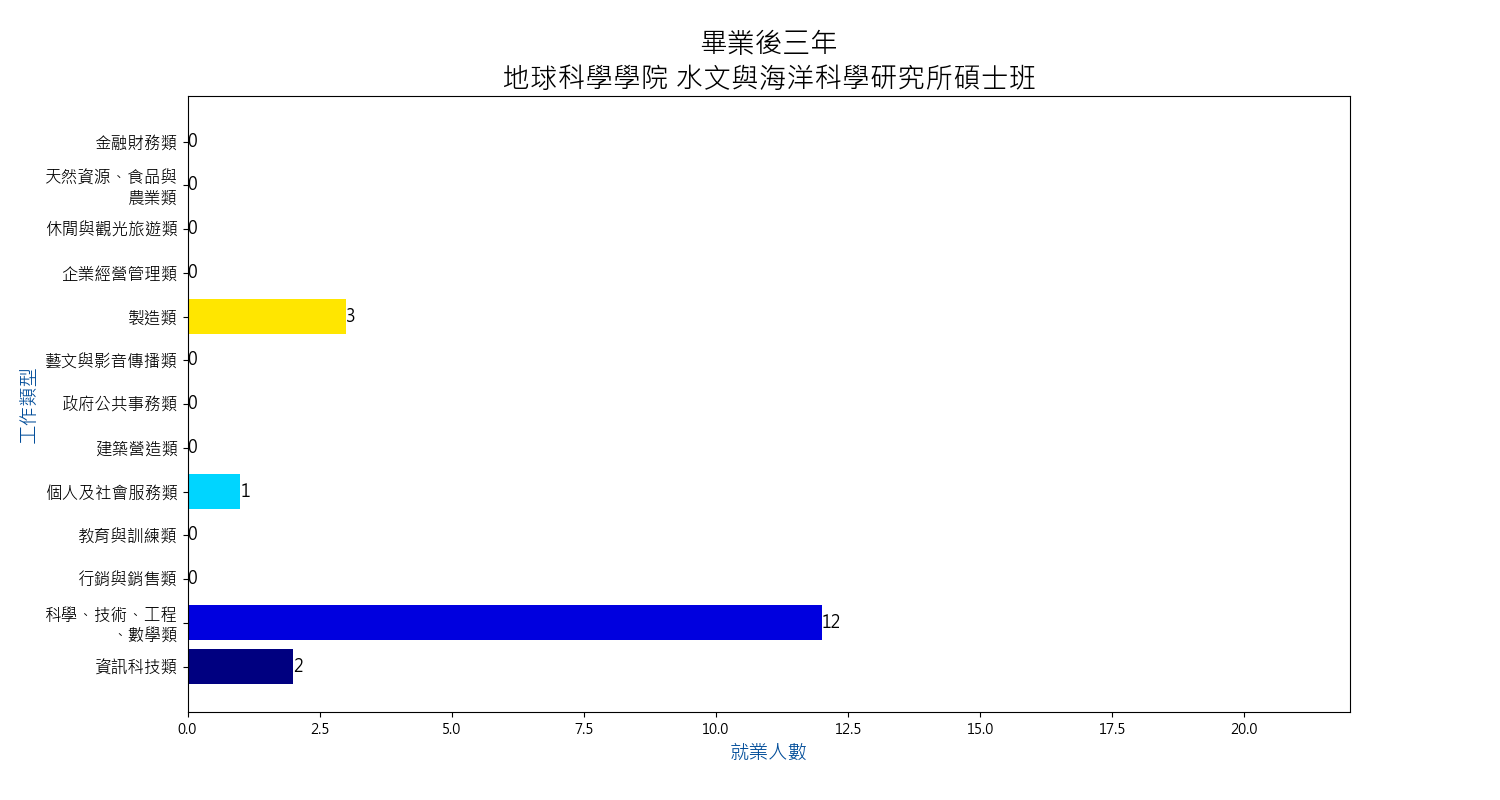 畢業後三年
地球科學學院 水文與海洋科學研究所碩士班
金融財務類 0
天然資源、食品與
農業類 0
休閒與觀光旅遊類 0
企業經營管理類 0
製造類 3
藝文與影音傳播類 0
政府公共事務類 0
建築營造類 0
個人及社會服務類 1
教育與訓練類 0
行銷與銷售類 0
科學、技術、工程
、數學類 12
資訊科技類 2
工作類型
0.0 2.5 5.0 7.5 10.0 12.5 15.0 17.5 20.0
就業人數